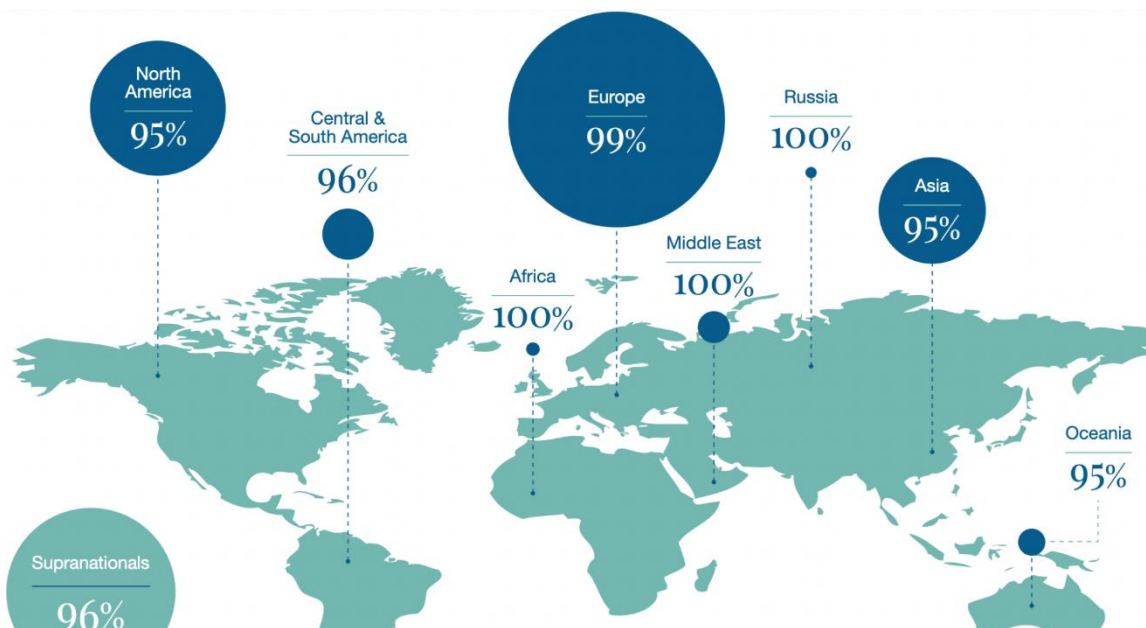 North
America
95%
Central &
South America
96%
Europe
99%
Russia
100%
Asia
95%
Middle East
100%
Africa
100%
Oceania
95%
Supranationals
96%